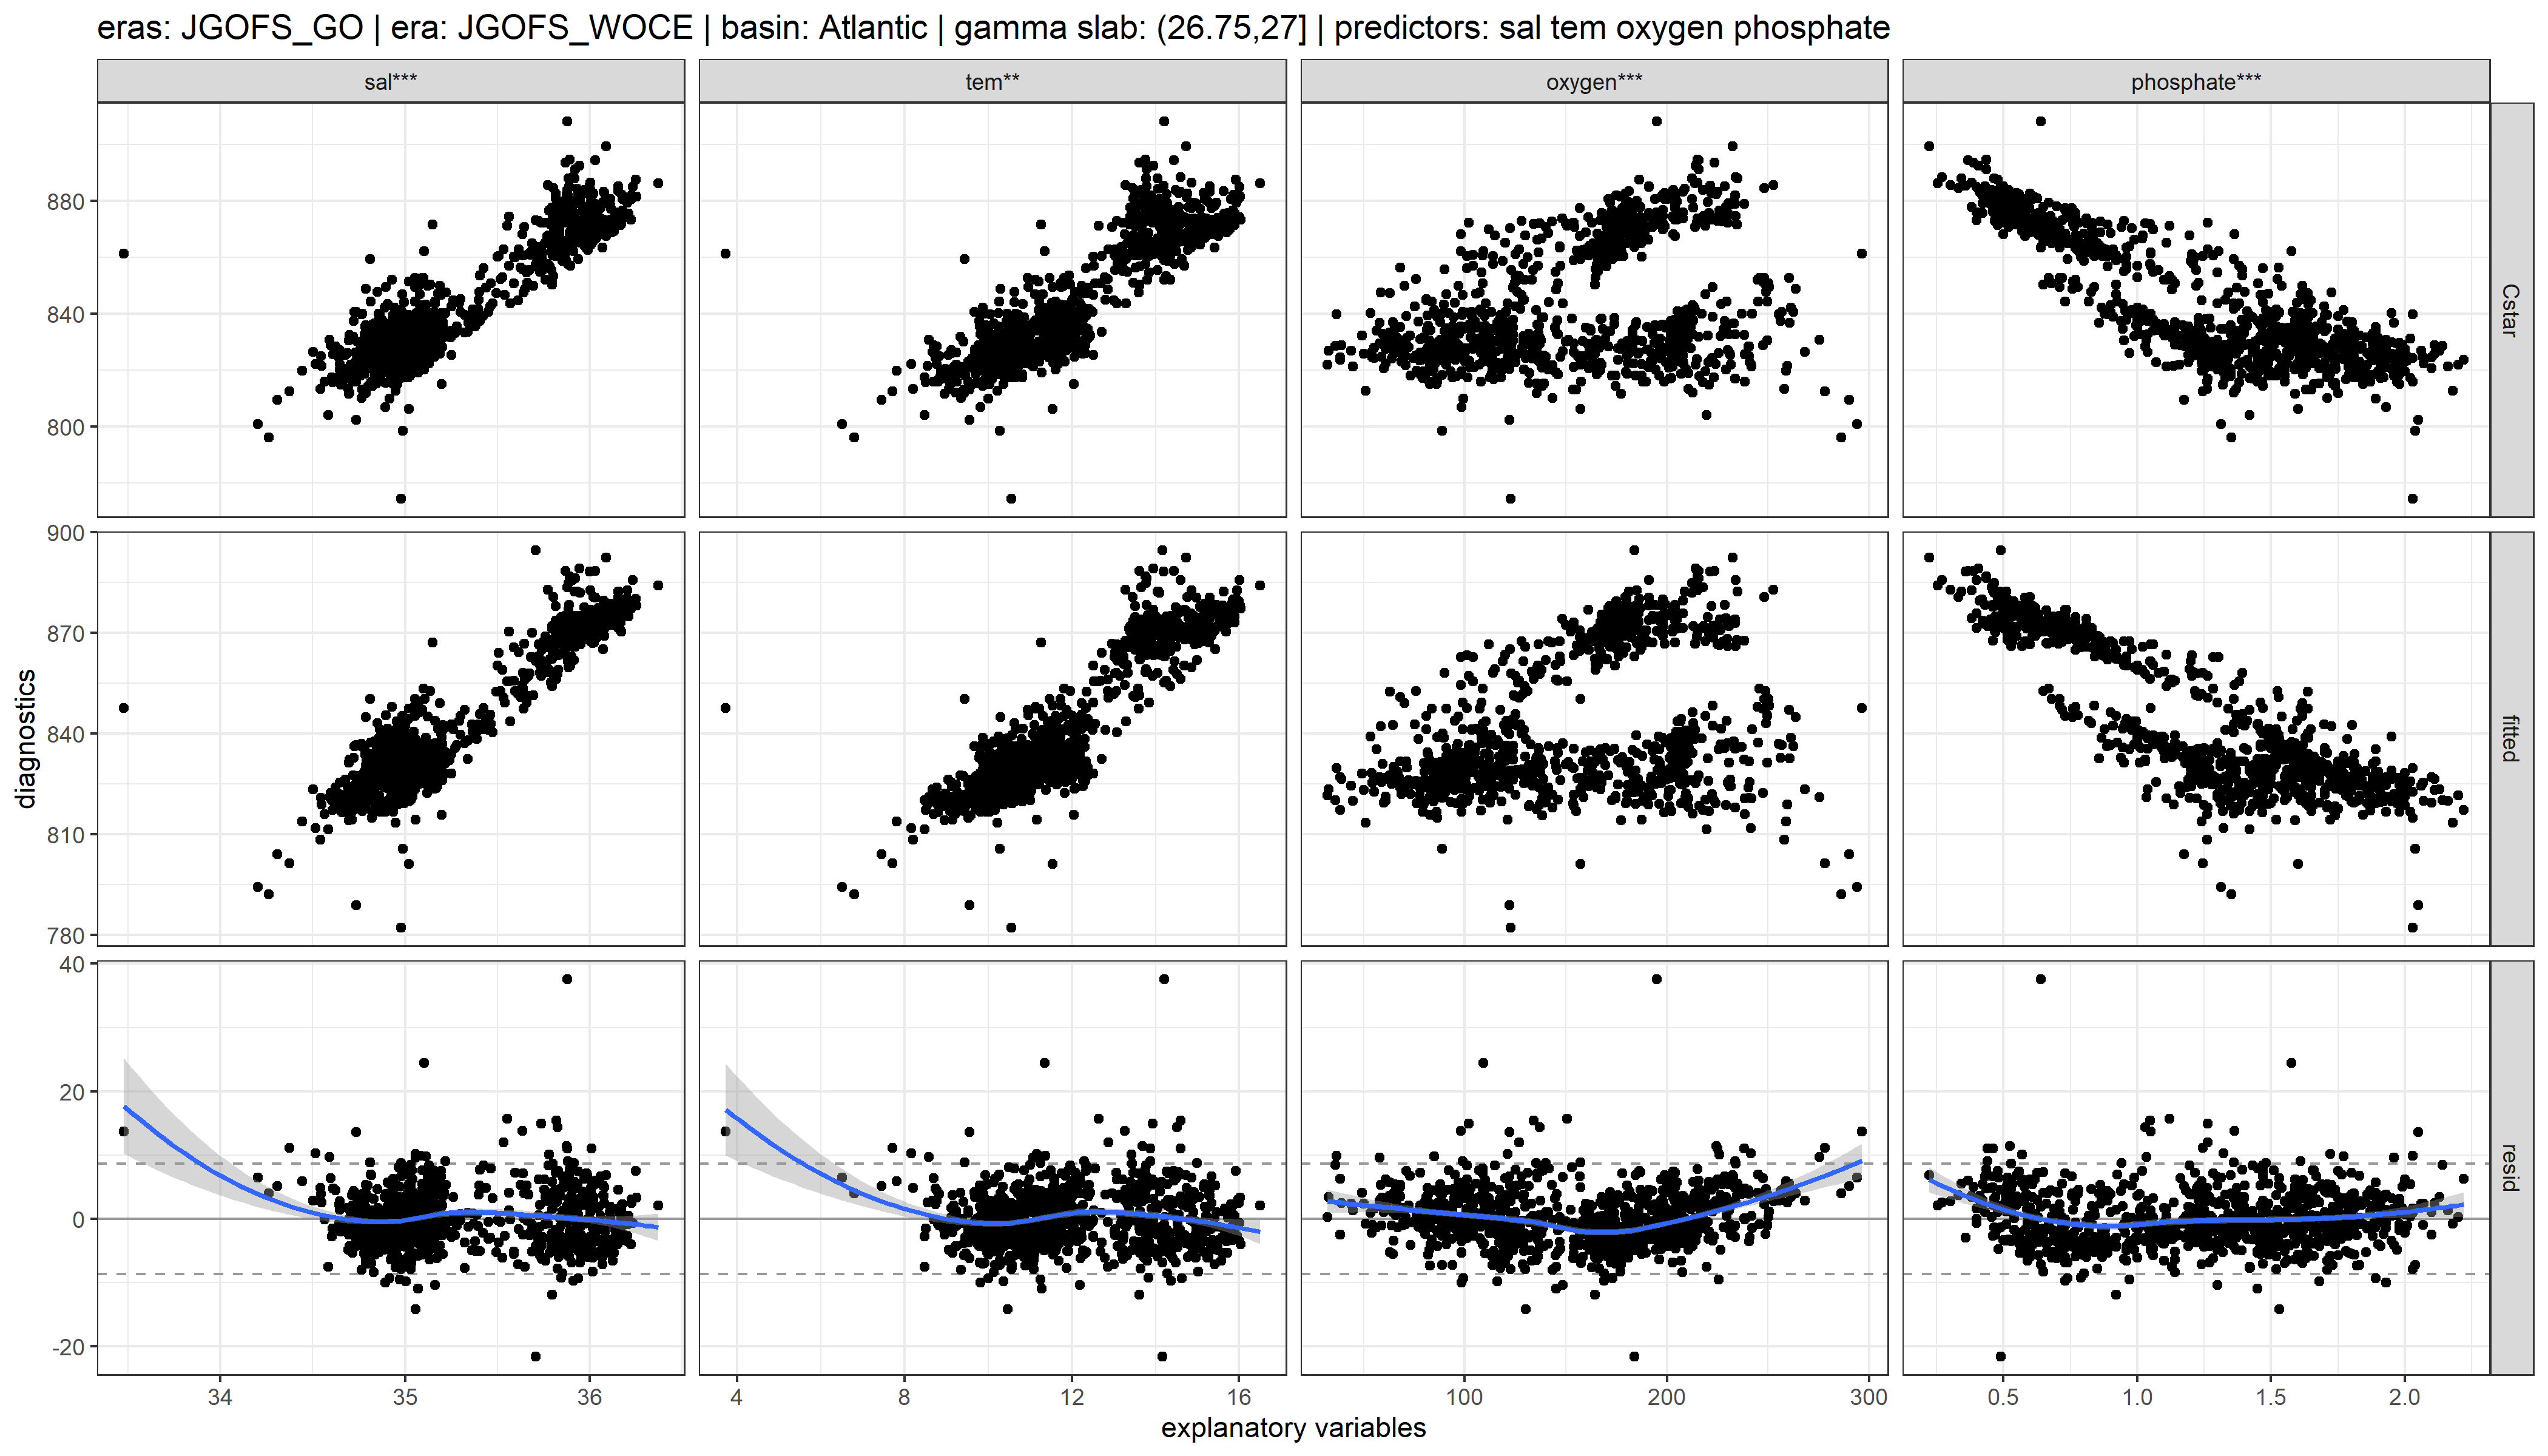 eras: JGOFS_GO | era: JGOFS_WOCE | basin: Atlantic | gamma slab: (26.75,27] | predictors: sal tem oxygen phosphate
sal*** tem** oxygen*** phosphate***
880
840
800
Cstar
900
870
840
810
780
fitted
diagnostics
40
20
0
-20
resid
34 35 36 4 8 12 16 100 200 300 0.5 1.0 1.5 2.0
explanatory variables